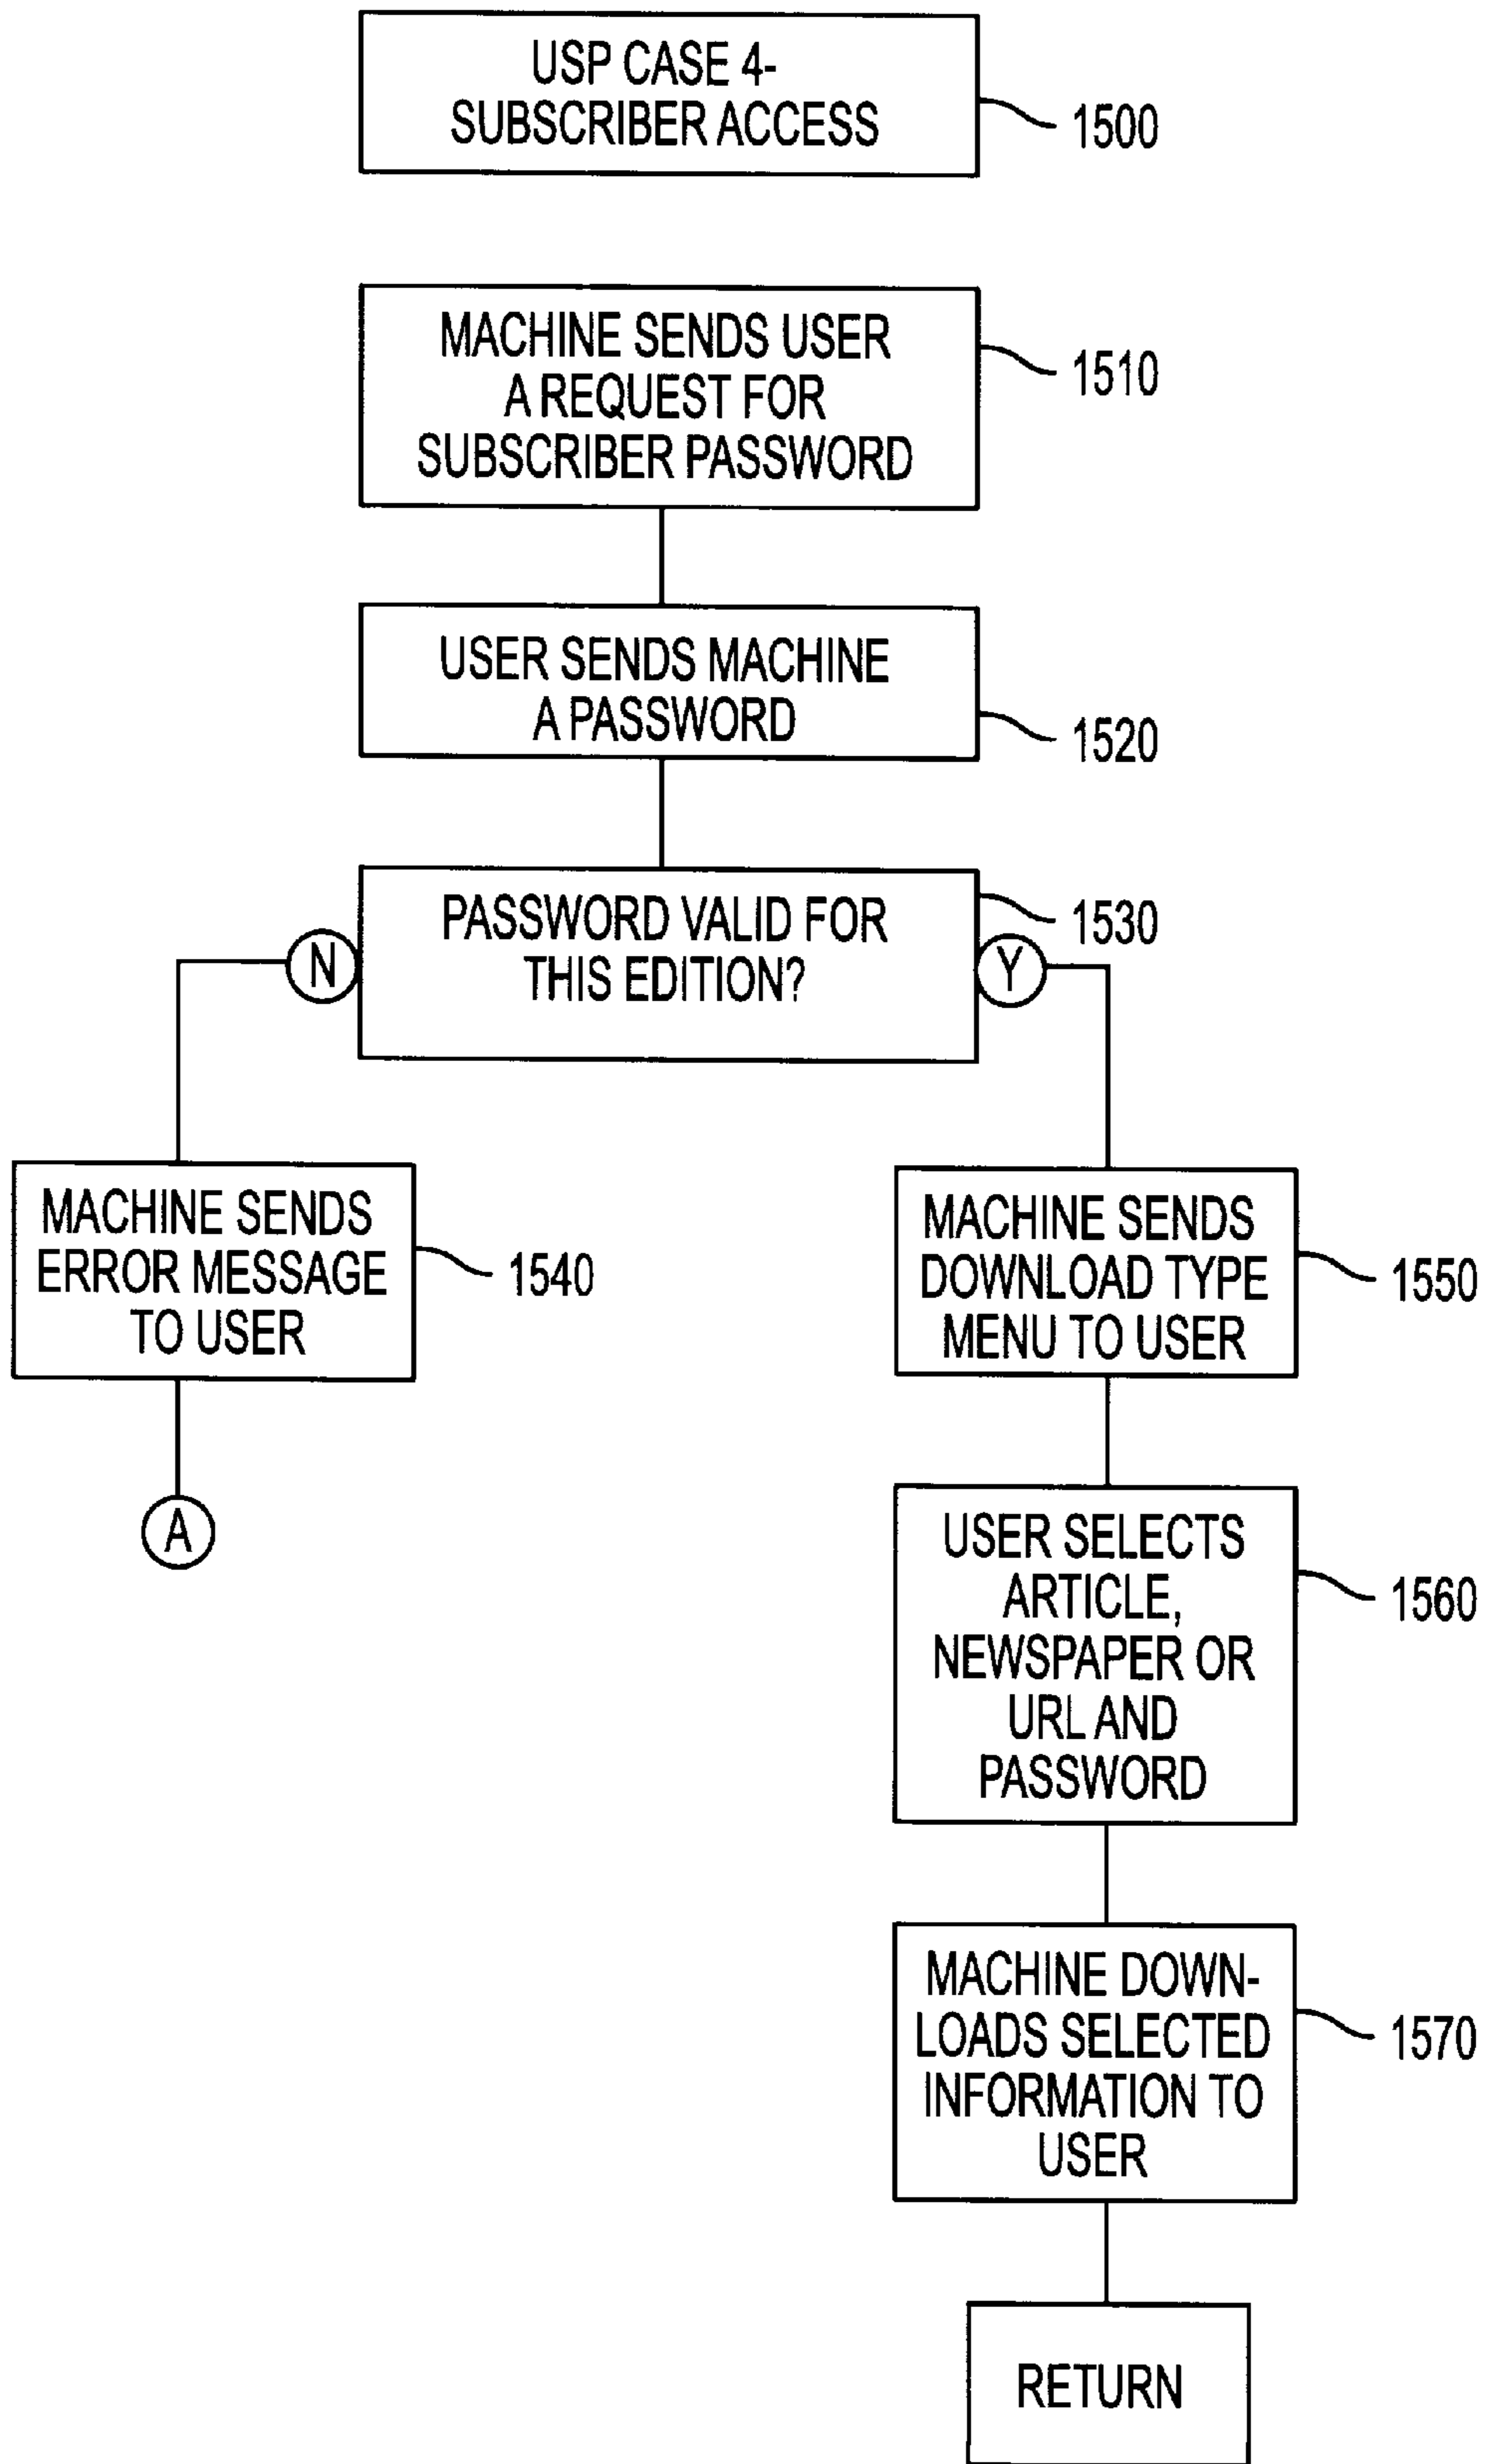 USP CASE 4-
SUBSCRIBER ACCESS
1500
MACHINE SENDS USER
A REQUEST FOR
SUBSCRIBER PASSWORD
1510
USER SENDS MACHINE
A PASSWORD
1520
PASSWORD VALID FOR
THIS EDITION?
1530
N
Y
MACHINE SENDS
ERROR MESSAGE
TO USER
1540
A
MACHINE SENDS
DOWNLOAD TYPE
MENU TO USER
1550
USER SELECTS
ARTICLE,
NEWSPAPER OR
URL AND
PASSWORD
1560
MACHINE DOWN-
LOADS SELECTED
INFORMATION TO
USER
1570
RETURN